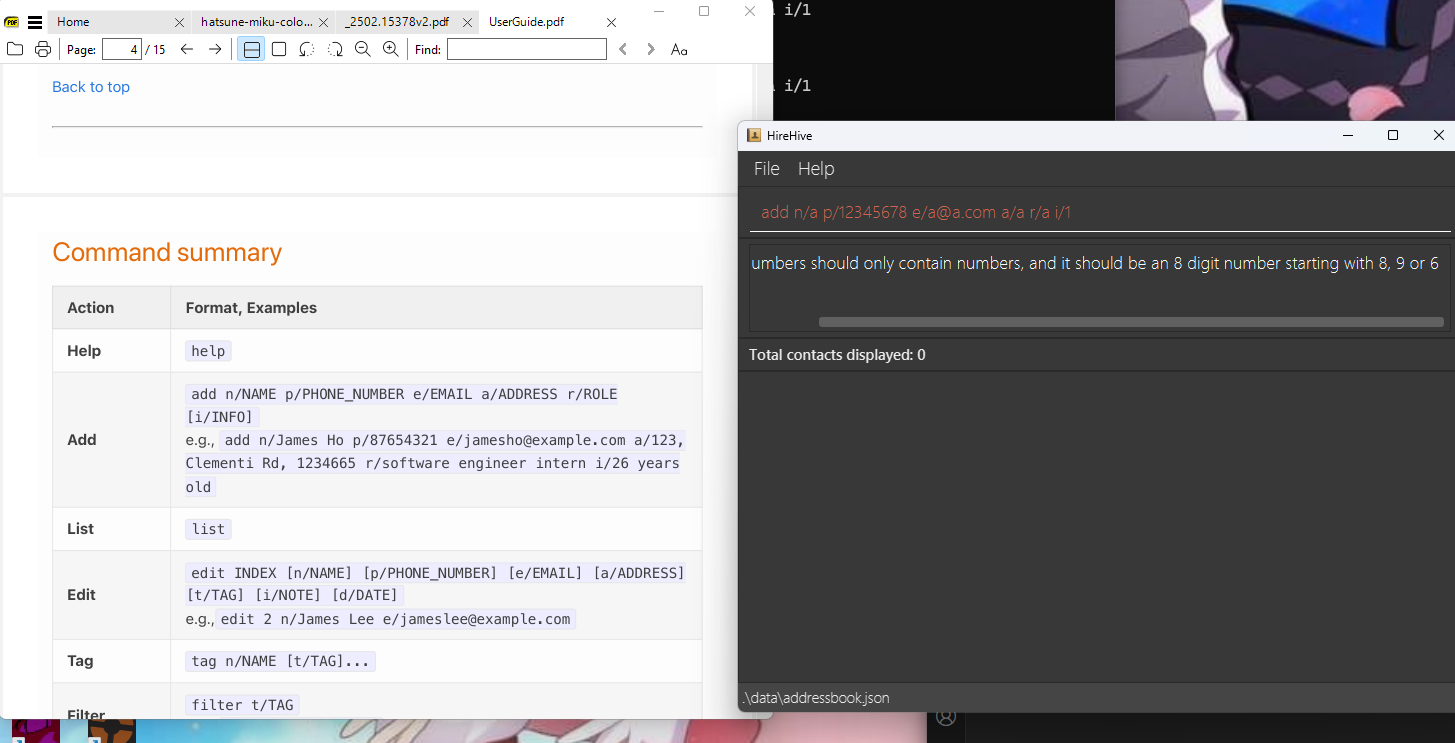 Home
hatsune-miku-colo...
_2502.15378v2.pdf
UserGuide.pdf
Page: 4 / 15
Find:
Aa
Back to top
Command summary
Action Format, Examples
Help help
Add add n/NAME p/PHONE_NUMBER e/EMAIL a/ADDRESS r/ROLE
[i/INFO]
e.g., add n/James Ho p/87654321 e/jamesho@example.com a/123,
Clementi Rd, 1234665 r/software engineer intern i/26 years
old
List list
Edit edit INDEX [n/NAME] [p/PHONE_NUMBER] [e/EMAIL] [a/ADDRESS]
[t/TAG] [i/NOTE] [d/DATE]
e.g., edit 2 n/James Lee e/jameslee@example.com
Tag tag n/NAME [t/TAG]...
Filter filter t/TAG
i/1
i/1
HireHive
File Help
add n/a p/12345678 e/a@a.com a/a r/a i/1
umbers should only contain numbers, and it should be an 8 digit number starting with 8, 9 or 6
Total contacts displayed: 0
.\data\addressbook.json